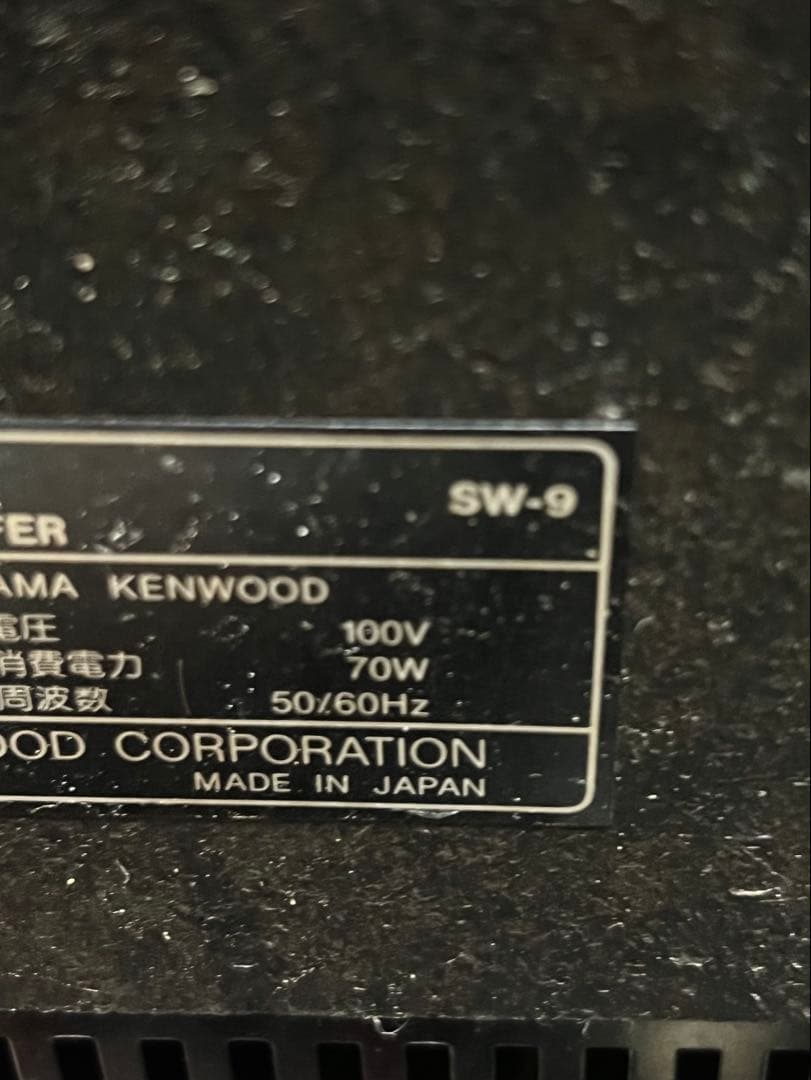 SW-9
FER
AMA KENWOOD
電圧 100V
消費電力 70W
周波数 50/60Hz
OOD CORPORATION
MADE IN JAPAN